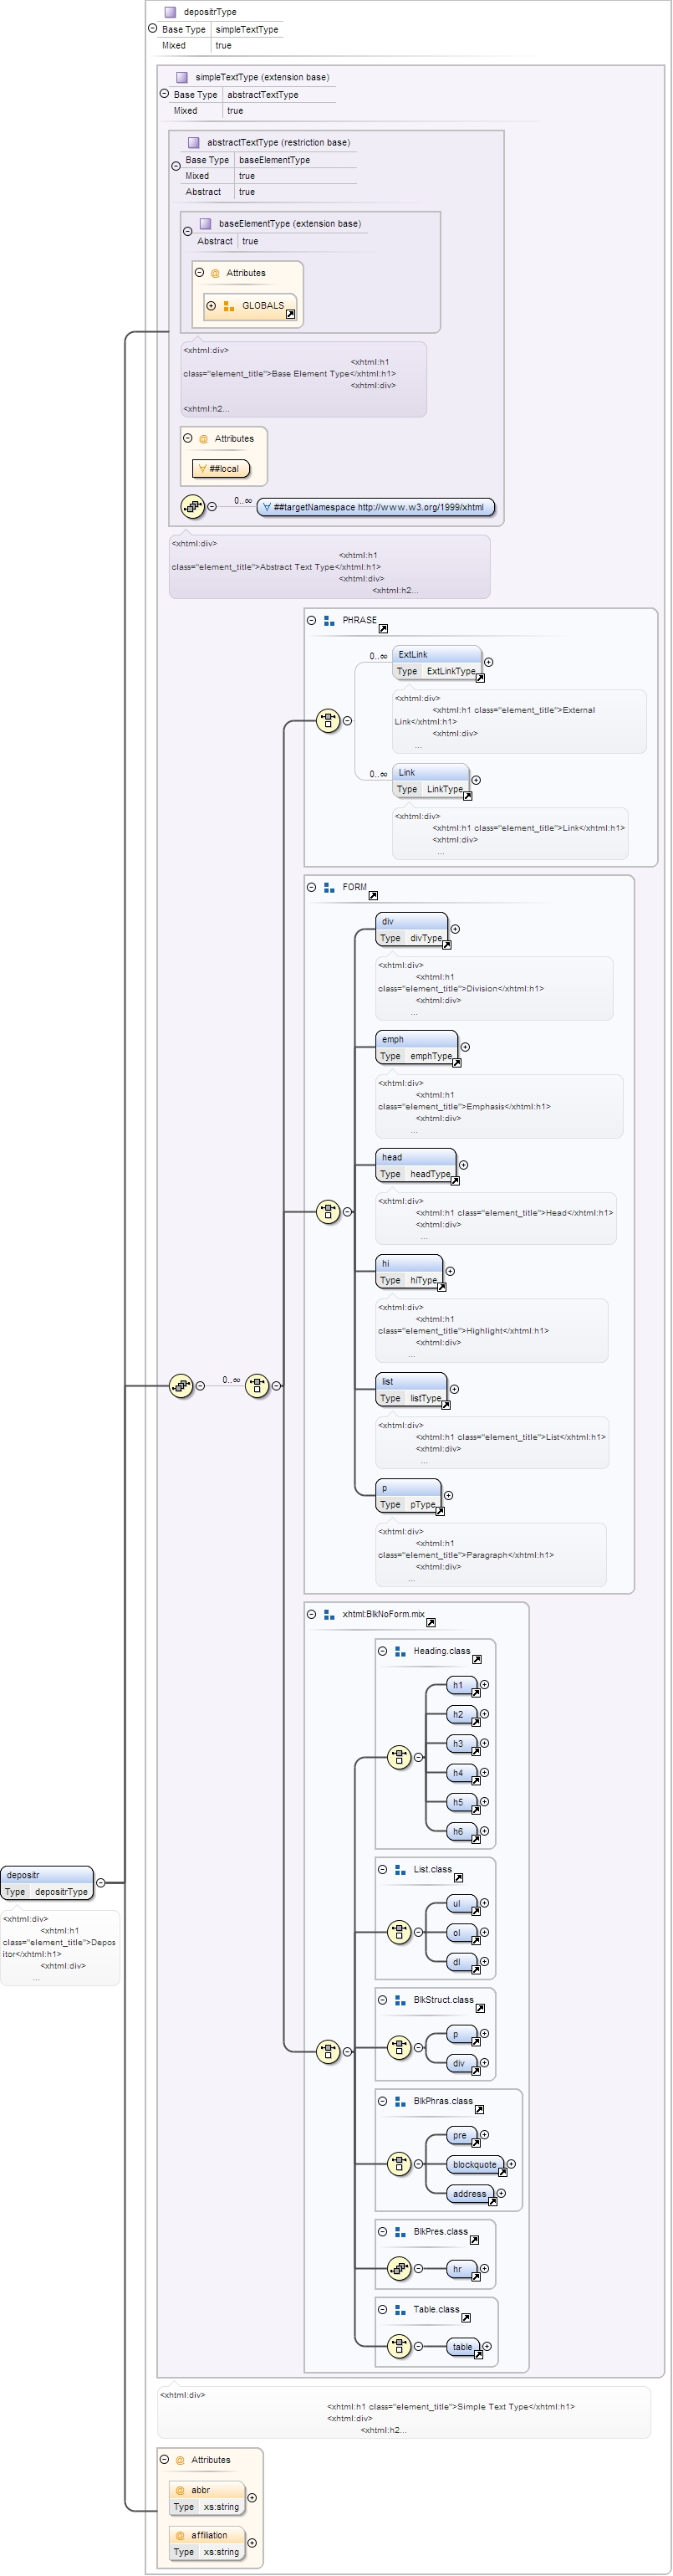 depositrType
Base Type simpleTextType
Mixed true
simpleTextType (extension base)
Base Type abstractTextType
Mixed true
abstractTextType (restriction base)
Base Type baseElementType
Mixed true
Abstract true
baseElementType (extension base)
Abstract true
@ Attributes
GLOBALS
<xhtml:div>
<xhtml:h1
class="element_title">Base Element Type</xhtml:h1>
<xhtml:div>
<xhtml:h2...
@ Attributes
##local
0..∞
##targetNamespace http://www.w3.org/1999/xhtml
<xhtml:div>
<xhtml:h1
class="element_title">Abstract Text Type</xhtml:h1>
<xhtml:div>
<xhtml:h2...
PHRASE
0..∞
ExtLink
Type ExtLinkType
<xhtml:div>
<xhtml:h1 class="element_title">External
Link</xhtml:h1>
<xhtml:div>
...
0..∞
Link
Type LinkType
<xhtml:div>
<xhtml:h1 class="element_title">Link</xhtml:h1>
<xhtml:div>
...
FORM
div
Type divType
<xhtml:div>
<xhtml:h1
class="element_title">Division</xhtml:h1>
<xhtml:div>
...
emph
Type emphType
<xhtml:div>
<xhtml:h1
class="element_title">Emphasis</xhtml:h1>
<xhtml:div>
...
head
Type headType
<xhtml:div>
<xhtml:h1 class="element_title">Head</xhtml:h1>
<xhtml:div>
...
hi
Type hiType
<xhtml:div>
<xhtml:h1
class="element_title">Highlight</xhtml:h1>
<xhtml:div>
...
0..∞
list
Type listType
<xhtml:div>
<xhtml:h1 class="element_title">List</xhtml:h1>
<xhtml:div>
...
p
Type pType
<xhtml:div>
<xhtml:h1
class="element_title">Paragraph</xhtml:h1>
<xhtml:div>
...
xhtml:BlkNoForm.mix
Heading.class
h1
h2
h3
h4
h5
h6
List.class
ul
ol
dl
depositr
Type depositrType
<xhtml:div>
<xhtml:h1
class="element_title">Depos
itor</xhtml:h1>
<xhtml:div>
...
BlkStruct.class
p
div
BlkPhras.class
pre
blockquote
address
BlkPres.class
hr
Table.class
table
<xhtml:div>
<xhtml:h1 class="element_title">Simple Text Type</xhtml:h1>
<xhtml:div>
<xhtml:h2...
@ Attributes
@ abbr
Type xs:string
@ affiliation
Type xs:string